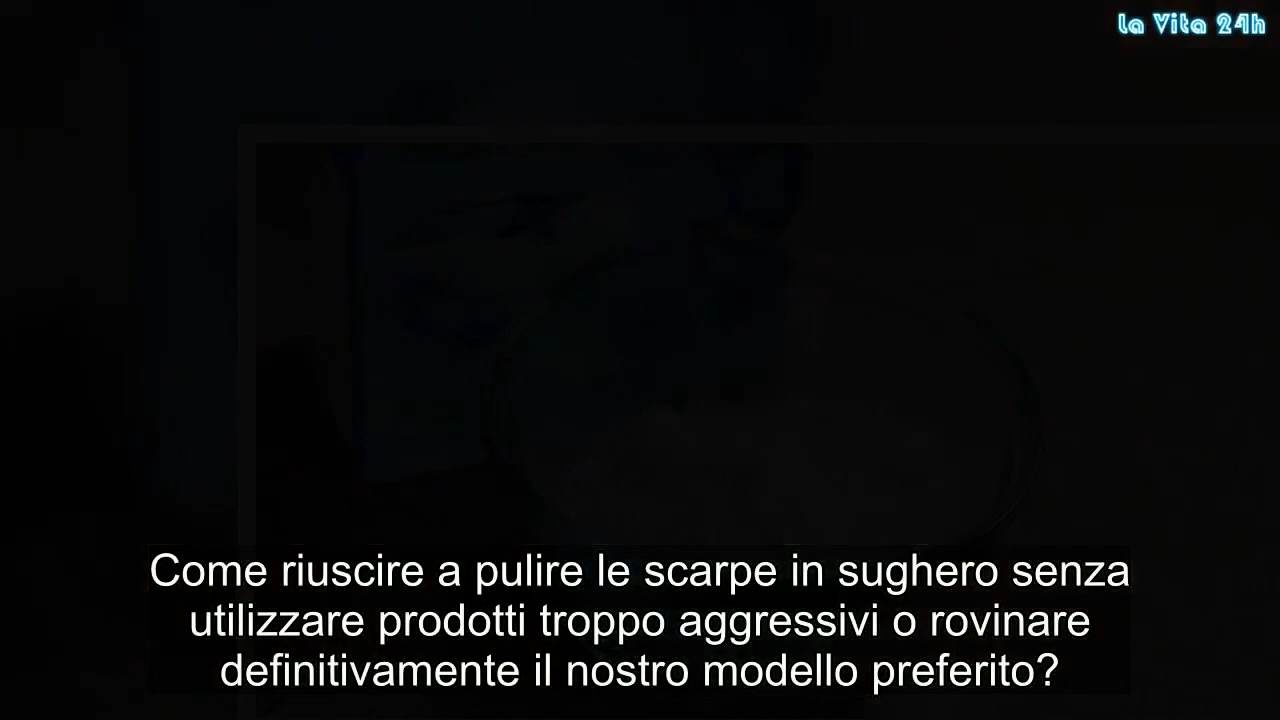 La Vita 24h
Come riuscire a pulire le scarpe in sughero senza
utilizzare prodotti troppo aggressivi o rovinare
definitivamente il nostro modello preferito?